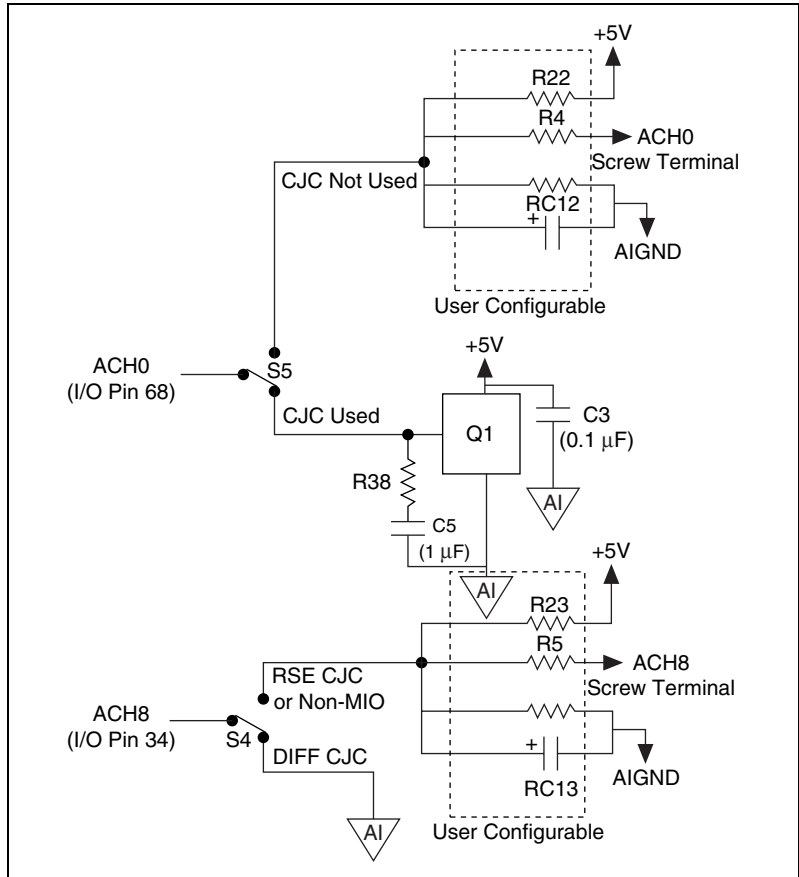 +5V
R22
R4
ACH0
Screw Terminal
CJC Not Used
RC12
+
AIGND
User Configurable
+5V
ACH0
(I/O Pin 68)
S5
CJC Used
Q1
C3
(0.1 µF)
R38
AI
C5
(1 µF)
+5V
AI
R23
R5
ACH8
Screw Terminal
RSE CJC
or Non-MIO
ACH8
(I/O Pin 34)
S4
DIFF CJC
+
AIGND
RC13
AI
User Configurable